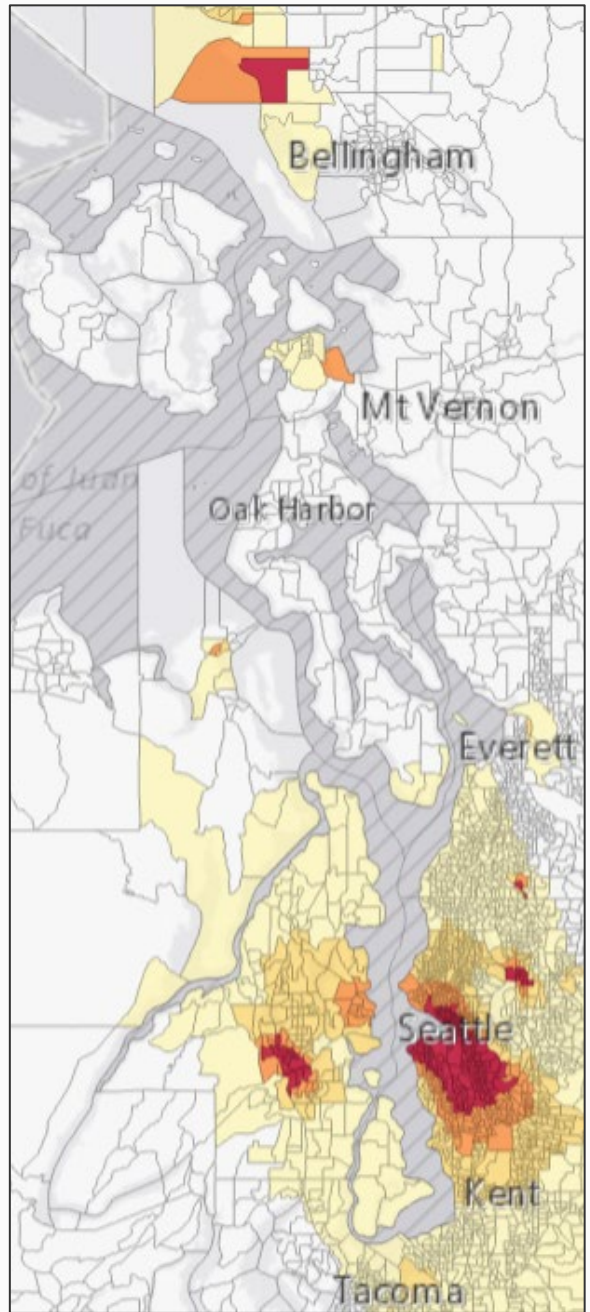 Bellingham
Mt Vernon
of Juan
Fuca
Oak Harbor
Everett
Seattle
Kent
Tacoma